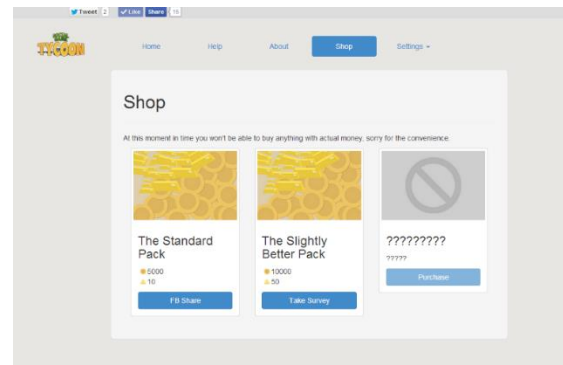 Tweet 2 Like Share 10
TYCOON
Home Help About Shop Settings
Shop
At this moment in time you won't be able to buy anything with actual money, sorry for the convenience.
The Standard
Pack
5000
10
FB Share
The Slightly
Better Pack
10000
50
Take Survey
?????????
?????
Purchase